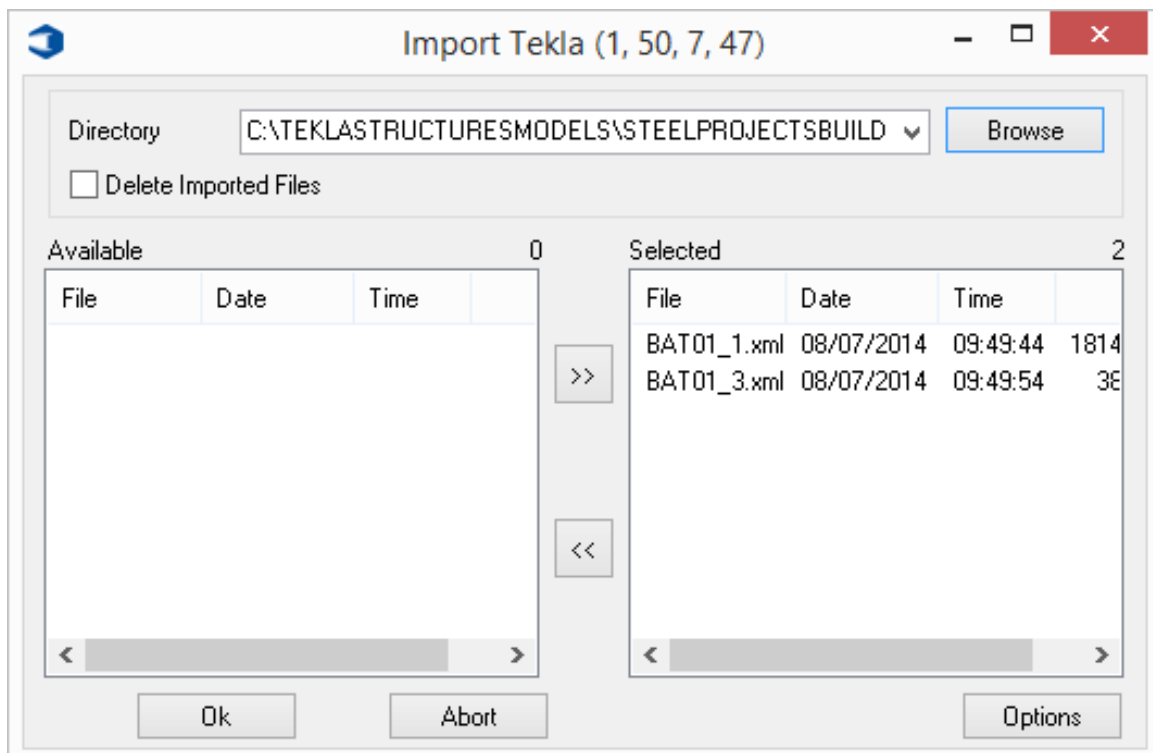 Import Tekla (1, 50, 7, 47)
Directory C:\TEKLASTRUCTURESMODELS\STEELPROJECTSBUILD Browse
Delete Imported Files
Available 0 Selected 2
File Date Time File Date Time
BAT01_1.xml 08/07/2014 09:49:44 1814
>>
BAT01_3.xml 08/07/2014 09:49:54 38
<<
Ok Abort Options